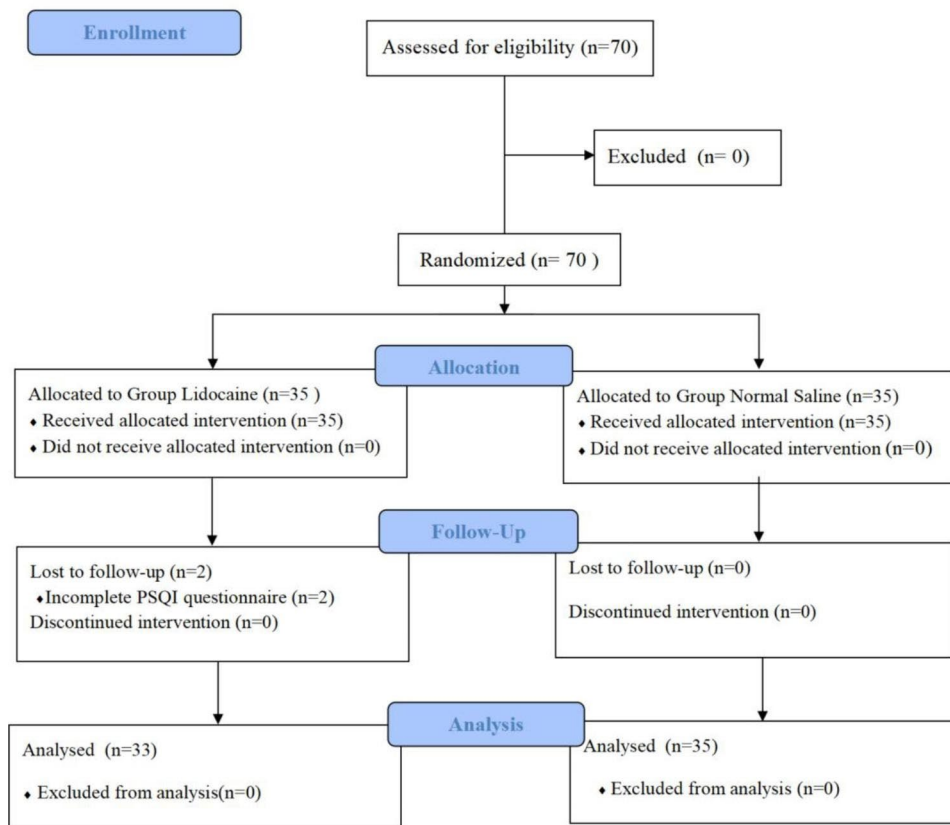 Enrollment
Assessed for eligibility (n=70)
Excluded (n= 0)
Randomized (n= 70 )
Allocation
Allocated to Group Lidocaine (n=35 )
⬧ Received allocated intervention (n=35)
⬧ Did not receive allocated intervention (n=0)
Allocated to Group Normal Saline (n=35)
⬧ Received allocated intervention (n=35)
⬧ Did not receive allocated intervention (n=0)
Follow-Up
Lost to follow-up (n=2)
⬧Incomplete PSQI questionnaire (n=2)
Discontinued intervention (n=0)
Lost to follow-up (n=0)
Discontinued intervention (n=0)
Analysis
Analysed (n=33)
⬧ Excluded from analysis(n=0)
Analysed (n=35)
⬧ Excluded from analysis (n=0)